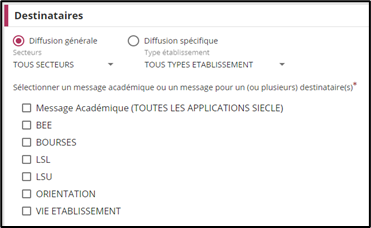 Destinataires
Diffusion générale Diffusion spécifique
Secteurs Type établissement
TOUS SECTEURS TOUS TYPES ETABLISSEMENT
Sélectionner un message académique ou un message pour un (ou plusieurs) destinataire(s)*
Message Académique (TOUTES LES APPLICATIONS SIECLE)
BEE
BOURSES
LSL
LSU
ORIENTATION
VIE ETABLISSEMENT